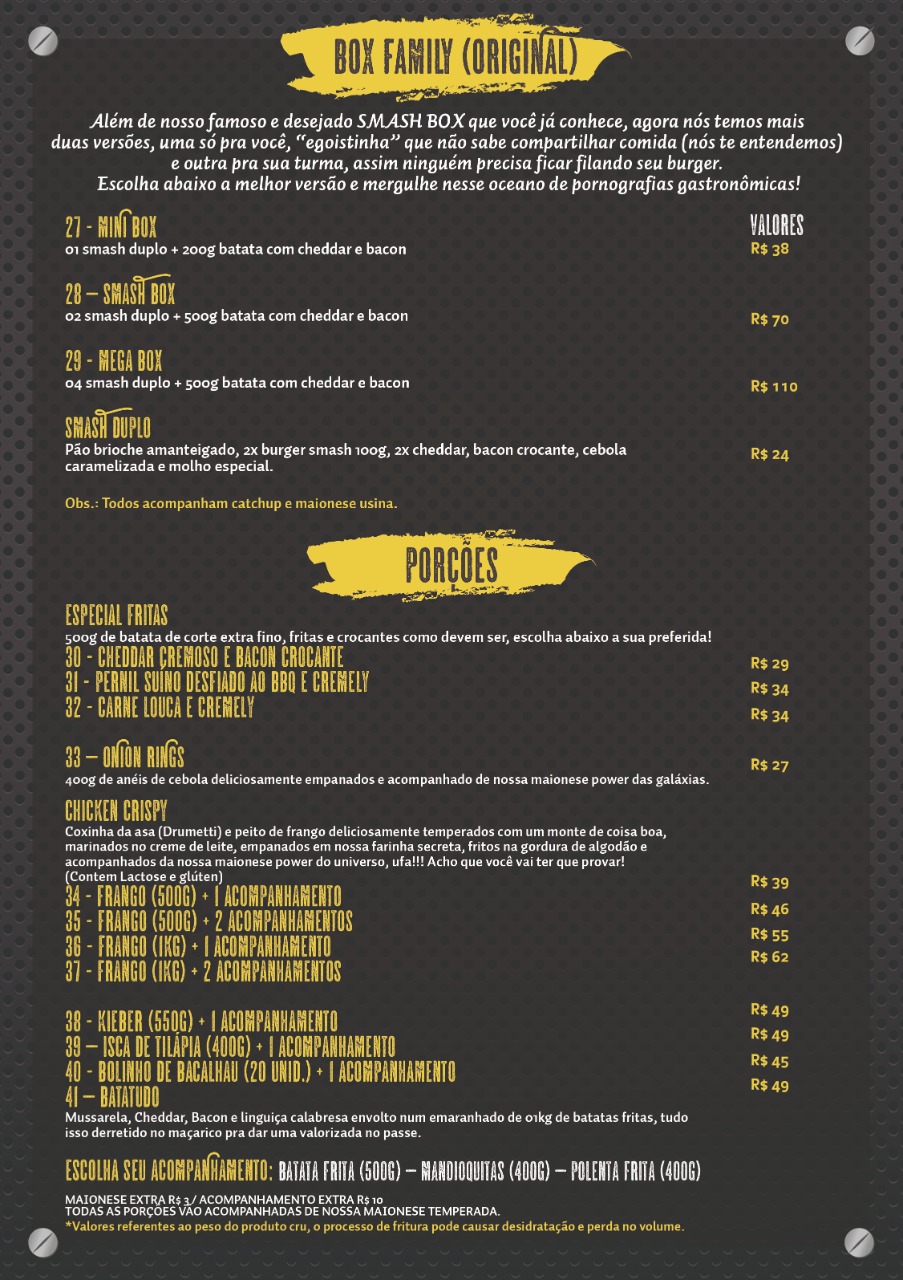 BOX FAMILY (ORIGINAL)
Além de nosso famoso e desejado SMASH BOX que você já conhece, agora nós temos mais
duas versões, uma só pra você, “egoistinha” que não sabe compartilhar comida (nós te entendemos)
e outra pra sua turma, assim ninguém precisa ficar filando seu burger.
Escolha abaixo a melhor versão e mergulhe nesse oceano de pornografias gastronômicas!
27 - MINI BOX
VALORES
01 smash duplo + 200g batata com cheddar e bacon
R$ 38
28 – SMASH BOX
02 smash duplo + 500g batata com cheddar e bacon
R$ 70
29 - MEGA BOX
04 smash duplo + 500g batata com cheddar e bacon
R$ 110
SMASH DUPLO
Pão brioche amanteigado, 2x burger smash 100g, 2x cheddar, bacon crocante, cebola
caramelizada e molho especial.
R$ 24
Obs.: Todos acompanham catchup e maionese usina.
PORÇÕES
ESPECIAL FRITAS
500g de batata de corte extra fino, fritas e crocantes como devem ser, escolha abaixo a sua preferida!
30 - CHEDDAR CREMOSO E BACON CROCANTE
R$ 29
31 - PERNIL SUÍNO DESFIADO AO BBQ E CREMELY
R$ 34
32 - CARNE LOUCA E CREMELY
R$ 34
33 – ONION RINGS
R$ 27
400g de anéis de cebola deliciosamente empanados e acompanhado de nossa maionese power das galáxias.
CHICKEN CRISPY
Coxinha da asa (Drumetti) e peito de frango deliciosamente temperados com um monte de coisa boa,
marinados no creme de leite, empanados em nossa farinha secreta, fritos na gordura de algodão e
acompanhados da nossa maionese power do universo, ufa!!! Acho que você vai ter que provar!
(Contem Lactose e glúten)
R$ 39
34 - FRANGO (500G) + 1 ACOMPANHAMENTO
R$ 46
35 - FRANGO (500G) + 2 ACOMPANHAMENTOS
R$ 55
36 - FRANGO (1KG) + 1 ACOMPANHAMENTO
R$ 62
37 - FRANGO (1KG) + 2 ACOMPANHAMENTOS
R$ 49
38 - KIEBER (550G) + 1 ACOMPANHAMENTO
R$ 49
39 – ISCA DE TILÁPIA (400G) + 1 ACOMPANHAMENTO
R$ 45
40 - BOLINHO DE BACALHAU (20 UNID.) + 1 ACOMPANHAMENTO
R$ 49
41 – BATATUDO
Mussarela, Cheddar, Bacon e linguiça calabresa envolto num emaranhado de 01kg de batatas fritas, tudo
isso derretido no maçarico pra dar uma valorizada no passe.
ESCOLHA SEU ACOMPANHAMENTO: BATATA FRITA (500G) – MANDIOQUITAS (400G) – POLENTA FRITA (400G)
MAIONESE EXTRA R$ 3 / ACOMPANHAMENTO EXTRA R$ 10
TODAS AS PORÇÕES VÃO ACOMPANHADAS DE NOSSA MAIONESE TEMPERADA.
*Valores referentes ao peso do produto cru, o processo de fritura pode causar desidratação e perda no volume.